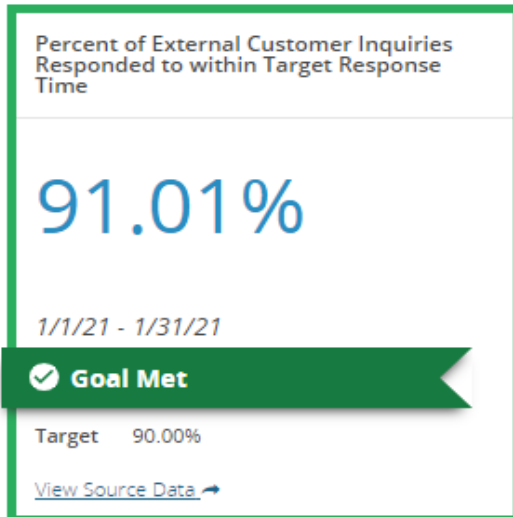 Percent of External Customer Inquiries
Responded to within Target Response
Time
91.01%
1/1/21 - 1/31/21
Goal Met
Target 90.00%
View Source Data